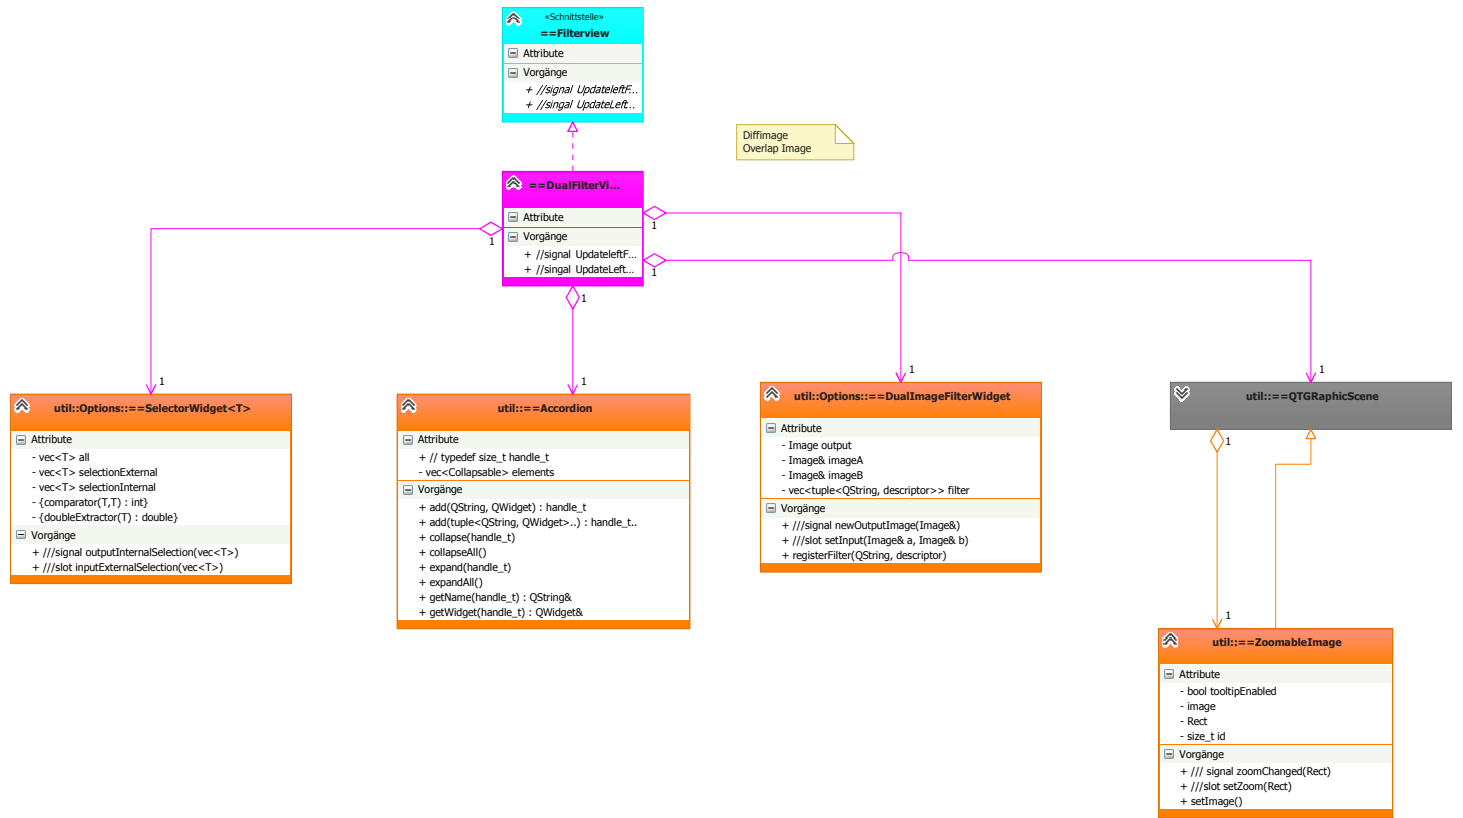 «Schnittstelle»
==Filterview
Attribute
Vorgänge
+ //signal UpdateleftF...
+ //singal UpdateLeft...
Diffimage
Overlap Image
==DualFilterVi...
Attribute
Vorgänge
+ //signal UpdateleftF...
+ //singal UpdateLeft...
1
1
1
1
1
1
1
1
util::Options::==SelectorWidget<T>
Attribute
- vec<T> all
- vec<T> selectionExternal
- vec<T> selectionInternal
- {comparator(T,T) : int}
- {doubleExtractor(T) : double}
Vorgänge
+ ///signal outputInternalSelection(vec<T>)
+ ///slot inputExternalSelection(vec<T>)
util::==Accordion
Attribute
+ // typedef size_t handle_t
- vec<Collapsable> elements
Vorgänge
+ add(QString, QWidget) : handle_t
+ add(tuple<QString, QWidget>..) : handle_t..
+ collapse(handle_t)
+ collapseAll()
+ expand(handle_t)
+ expandAll()
+ getName(handle_t) : QString&
+ getWidget(handle_t) : QWidget&
util::Options::==DualImageFilterWidget
Attribute
- Image output
- Image& imageA
- Image& imageB
- vec<tuple<QString, descriptor>> filter
Vorgänge
+ ///signal newOutputImage(Image&)
+ ///slot setInput(Image& a, Image& b)
+ registerFilter(QString, descriptor)
util::==QTGRaphicScene
1
1
util::==ZoomableImage
Attribute
- bool tooltipEnabled
- image
- Rect
- size_t id
Vorgänge
+ /// signal zoomChanged(Rect)
+ ///slot setZoom(Rect)
+ setImage()